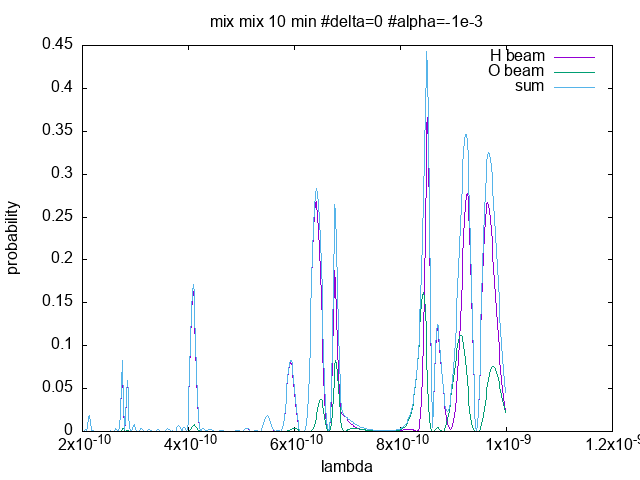 mix mix 10 min #delta=0 #alpha=-1e-3
H beam
O beam
sum
0.45
0.4
0.35
0.3
0.25
0.2
0.15
0.1
0.05
0
probability
2x10⁻¹⁰ 4x10⁻¹⁰ 6x10⁻¹⁰ 8x10⁻¹⁰ 1x10⁻⁹ 1.2x10⁻⁹
lambda